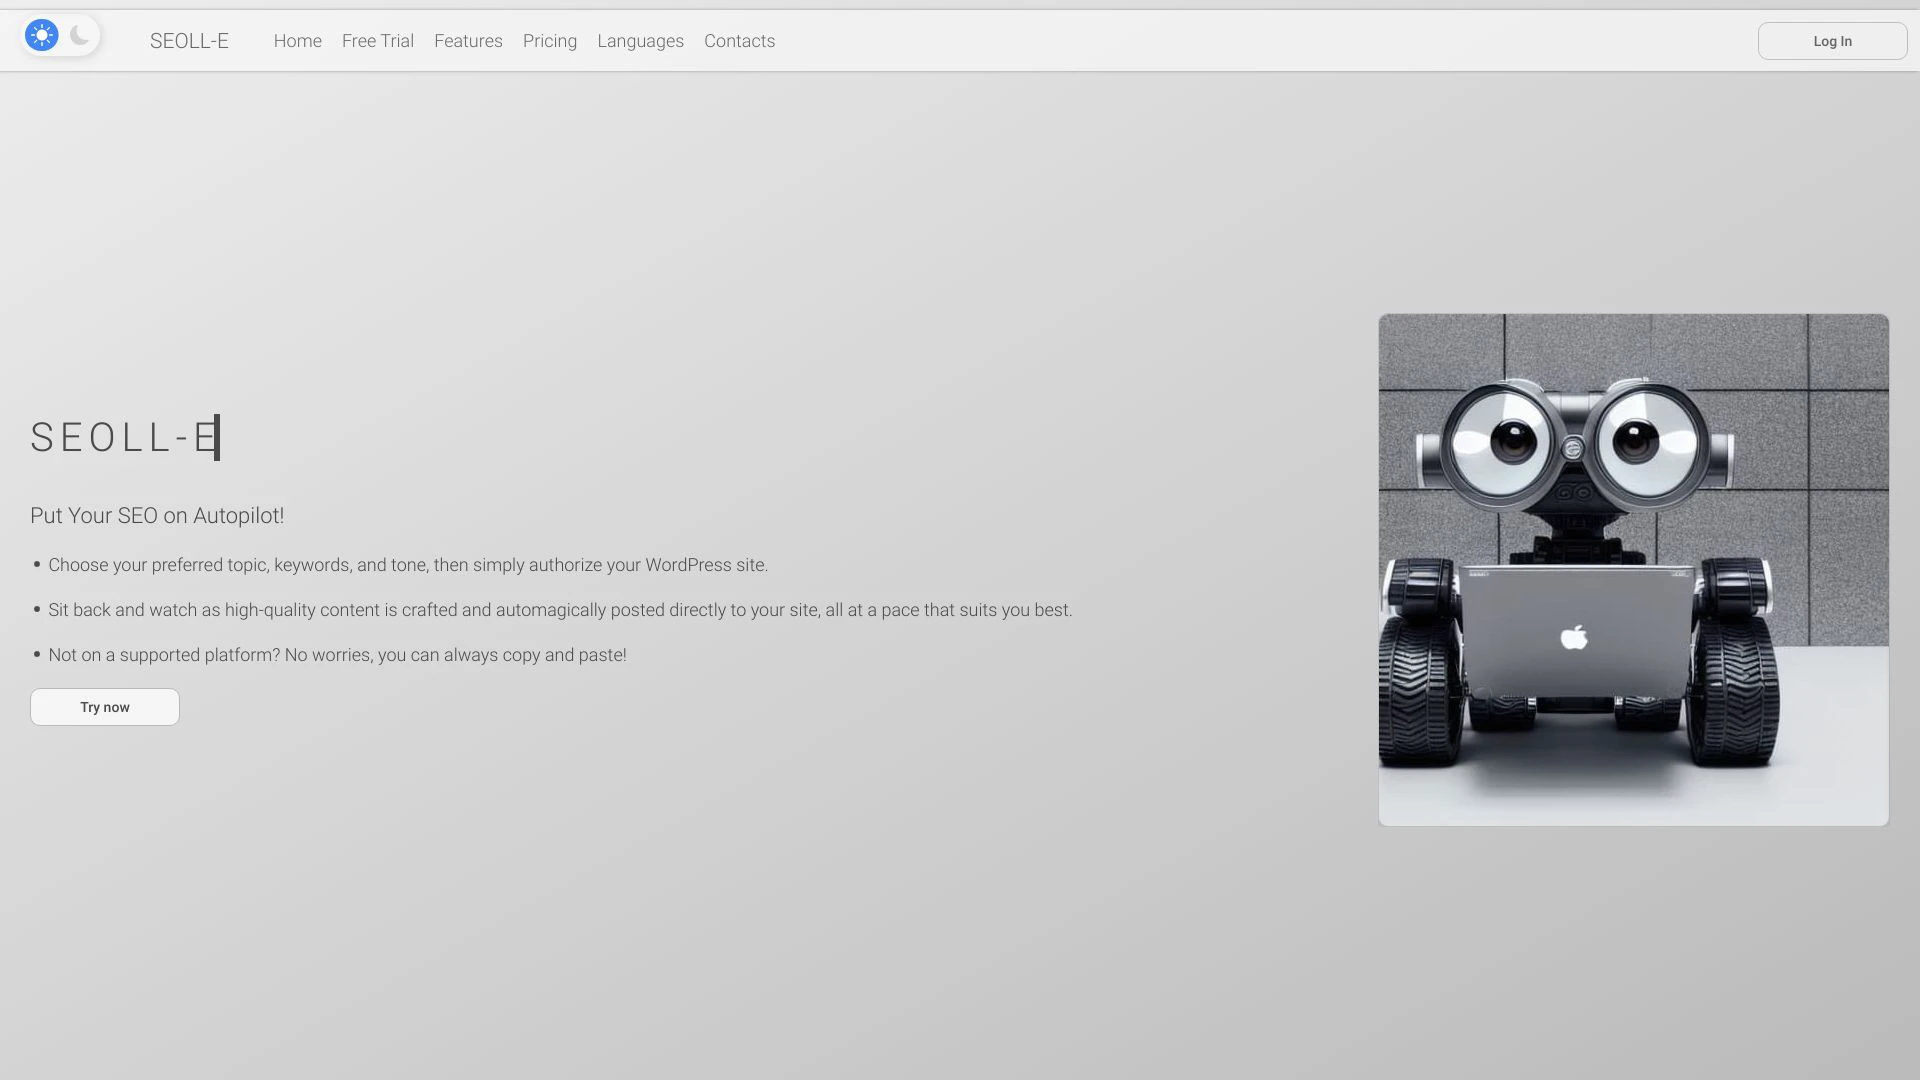 SEOLL-E
Home
Free Trial
Features
Pricing
Languages
Contacts
Log In
SEOLL-E
Put Your SEO on Autopilot!
Choose your preferred topic, keywords, and tone, then simply authorize your WordPress site.
Sit back and watch as high-quality content is crafted and automagically posted directly to your site, all at a pace that suits you best.
Not on a supported platform? No worries, you can always copy and paste!
Try now